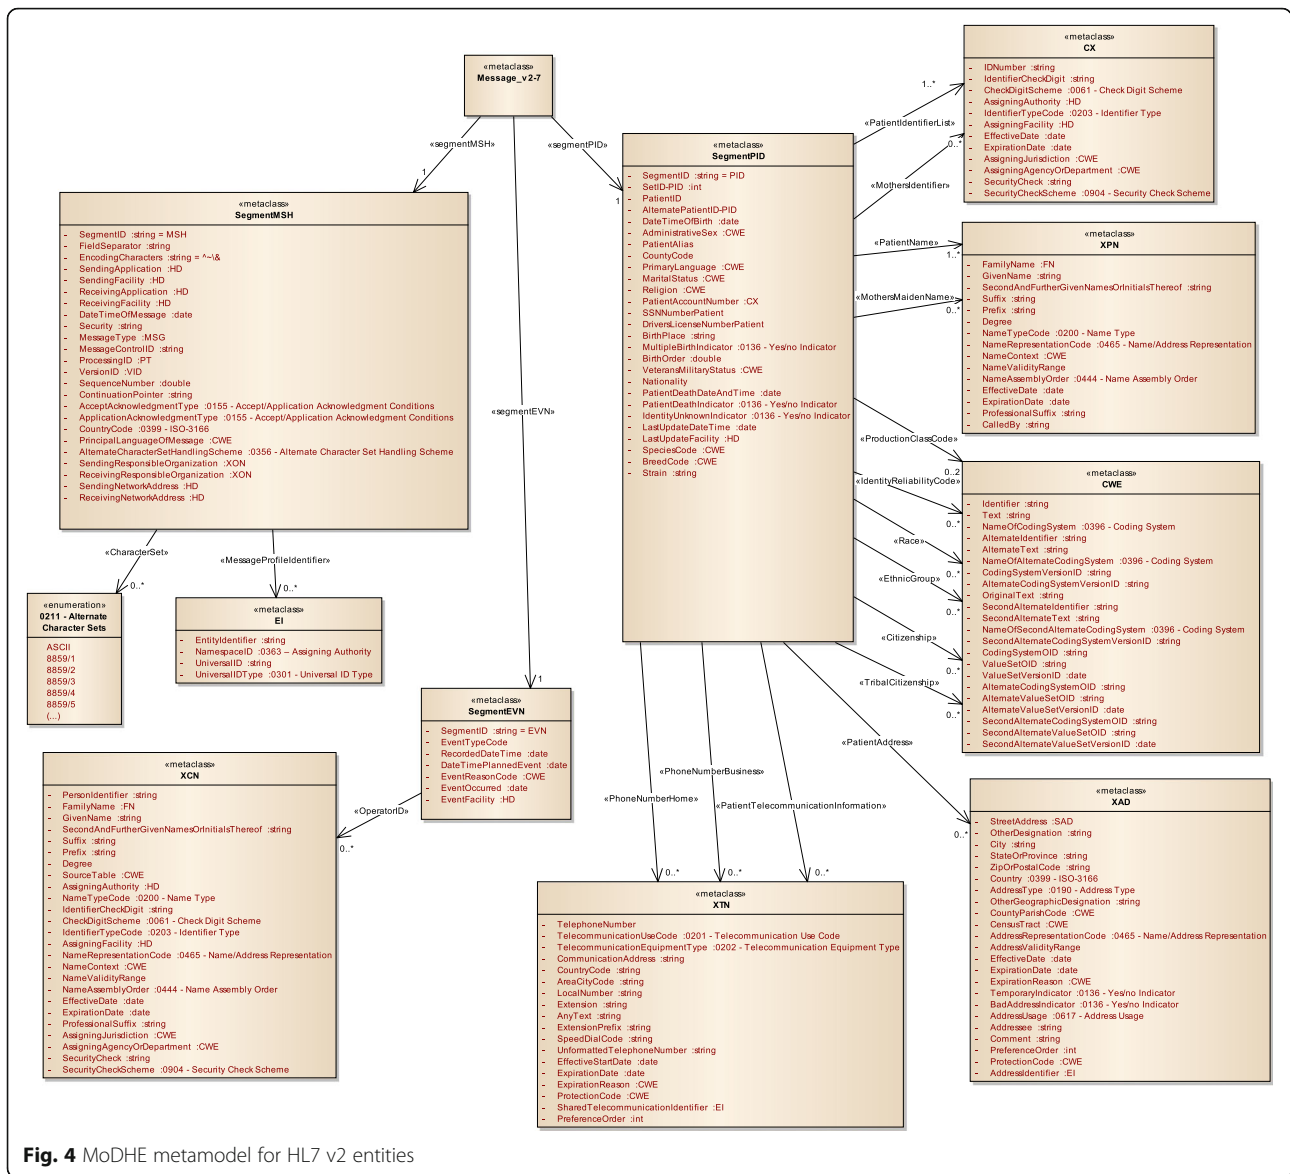 «metaclass»
Message_v2-7
«segmentMSH»
1
«segmentPID»
1
«segmentEVN»
1
«metaclass»
SegmentMSH
- SegmentID :string = MSH
- FieldSeparator :string
- EncodingCharacters :string = ^~\&
- SendingApplication :HD
- SendingFacility :HD
- ReceivingApplication :HD
- ReceivingFacility :HD
- DateTimeOfMessage :date
- Security :string
- MessageType :MSG
- MessageControlID :string
- ProcessingID :PT
- VersionID :VID
- SequenceNumber :double
- ContinuationPointer :string
- AcceptAcknowledgmentType :0155 - Accept/Application Acknowledgment Conditions
- ApplicationAcknowledgmentType :0155 - Accept/Application Acknowledgment Conditions
- CountryCode :0399 - ISO-3166
- PrincipalLanguageOfMessage :CWE
- AlternateCharacterSetHandlingScheme :0356 - Alternate Character Set Handling Scheme
- SendingResponsibleOrganization :XON
- ReceivingResponsibleOrganization :XON
- SendingNetworkAddress :HD
- ReceivingNetworkAddress :HD
«CharacterSet»
0..*
«MessageProfileIdentifier»
0..*
«enumeration»
0211 - Alternate
Character Sets
ASCII
8859/1
8859/2
8859/3
8859/4
8859/5
(...)
«metaclass»
EI
- EntityIdentifier :string
- NamespaceID :0363 – Assigning Authority
- UniversalID :string
- UniversalIDType :0301 - Universal ID Type
«metaclass»
SegmentEVN
- SegmentID :string = EVN
- EventTypeCode
- RecordedDateTime :date
- DateTimePlannedEvent :date
- EventReasonCode :CWE
- EventOccurred :date
- EventFacility :HD
«OperatorID»
0..*
«metaclass»
XCN
- PersonIdentifier :string
- FamilyName :FN
- GivenName :string
- SecondAndFurtherGivenNamesOrInitialsThereof :string
- Suffix :string
- Prefix :string
- Degree
- SourceTable :CWE
- AssigningAuthority :HD
- NameTypeCode :0200 - Name Type
- IdentifierCheckDigit :string
- CheckDigitScheme :0061 - Check Digit Scheme
- IdentifierTypeCode :0203 - Identifier Type
- AssigningFacility :HD
- NameRepresentationCode :0465 - Name/Address Representation
- NameContext :CWE
- NameValidityRange
- NameAssemblyOrder :0444 - Name Assembly Order
- EffectiveDate :date
- ExpirationDate :date
- ProfessionalSuffix :string
- AssigningJurisdiction :CWE
- AssigningAgencyOrDepartment :CWE
- SecurityCheck :string
- SecurityCheckScheme :0904 - Security Check Scheme
«metaclass»
SegmentPID
- SegmentID :string = PID
- SetID-PID :int
- PatientID
- AlternatePatientID-PID
- DateTimeOfBirth :date
- AdministrativeSex :CWE
- PatientAlias
- CountyCode
- PrimaryLanguage :CWE
- MaritalStatus :CWE
- Religion :CWE
- PatientAccountNumber :CX
- SSNNumberPatient
- DriversLicenseNumberPatient
- BirthPlace :string
- MultipleBirthIndicator :0136 - Yes/no Indicator
- BirthOrder :double
- VeteransMilitaryStatus :CWE
- Nationality
- PatientDeathDateAndTime :date
- PatientDeathIndicator :0136 - Yes/no Indicator
- IdentityUnknownIndicator :0136 - Yes/no Indicator
- LastUpdateDateTime :date
- LastUpdateFacility :HD
- SpeciesCode :CWE
- BreedCode :CWE
- Strain :string
«PatientIdentifierList»
1..*
«MothersIdentifier»
0..*
«PatientName»
1..*
«MothersMaidenName»
0..*
«ProductionClassCode»
0..2
«IdentityReliabilityCode»
0..*
«Race»
0..*
«EthnicGroup»
0..*
«Citizenship»
0..*
«TribalCitizenship»
0..*
«PatientAddress»
0..*
«PhoneNumberHome»
0..*
«PhoneNumberBusiness»
0..*
«PatientTelecommunicationInformation»
0..*
«metaclass»
CX
- IDNumber :string
- IdentifierCheckDigit :string
- CheckDigitScheme :0061 - Check Digit Scheme
- AssigningAuthority :HD
- IdentifierTypeCode :0203 - Identifier Type
- AssigningFacility :HD
- EffectiveDate :date
- ExpirationDate :date
- AssigningJurisdiction :CWE
- AssigningAgencyOrDepartment :CWE
- SecurityCheck :string
- SecurityCheckScheme :0904 - Security Check Scheme
«metaclass»
XPN
- FamilyName :FN
- GivenName :string
- SecondAndFurtherGivenNamesOrInitialsThereof :string
- Suffix :string
- Prefix :string
- Degree
- NameTypeCode :0200 - Name Type
- NameRepresentationCode :0465 - Name/Address Representation
- NameContext :CWE
- NameValidityRange
- NameAssemblyOrder :0444 - Name Assembly Order
- EffectiveDate :date
- ExpirationDate :date
- ProfessionalSuffix :string
- CalledBy :string
«metaclass»
CWE
- Identifier :string
- Text :string
- NameOfCodingSystem :0396 - Coding System
- AlternateIdentifier :string
- AlternateText :string
- NameOfAlternateCodingSystem :0396 - Coding System
- CodingSystemVersionID :string
- AlternateCodingSystemVersionID :string
- OriginalText :string
- SecondAlternateIdentifier :string
- SecondAlternateText :string
- NameOfSecondAlternateCodingSystem :0396 - Coding System
- SecondAlternateCodingSystemVersionID :string
- CodingSystemOID :string
- ValueSetOID :string
- ValueSetVersionID :date
- AlternateCodingSystemOID :string
- AlternateValueSetOID :string
- AlternateValueSetVersionID :date
- SecondAlternateCodingSystemOID :string
- SecondAlternateValueSetOID :string
- SecondAlternateValueSetVersionID :date
«metaclass»
XAD
- StreetAddress :SAD
- OtherDesignation :string
- City :string
- StateOrProvince :string
- ZipOrPostalCode :string
- Country :0399 - ISO-3166
- AddressType :0190 - Address Type
- OtherGeographicDesignation :string
- CountyParishCode :CWE
- CensusTract :CWE
- AddressRepresentationCode :0465 - Name/Address Representation
- AddressValidityRange
- EffectiveDate :date
- ExpirationDate :date
- ExpirationReason :CWE
- TemporaryIndicator :0136 - Yes/no Indicator
- BadAddressIndicator :0136 - Yes/no Indicator
- AddressUsage :0617 - Address Usage
- Addressee :string
- Comment :string
- PreferenceOrder :int
- ProtectionCode :CWE
- AddressIdentifier :EI
«metaclass»
XTN
- TelephoneNumber
- TelecommunicationUseCode :0201 - Telecommunication Use Code
- TelecommunicationEquipmentType :0202 - Telecommunication Equipment Type
- CommunicationAddress :string
- CountryCode :string
- AreaCityCode :string
- LocalNumber :string
- Extension :string
- AnyText :string
- ExtensionPrefix :string
- SpeedDialCode :string
- UnformattedTelephoneNumber :string
- EffectiveStartDate :date
- ExpirationDate :date
- ExpirationReason :CWE
- ProtectionCode :CWE
- SharedTelecommunicationIdentifier :EI
- PreferenceOrder :int
Fig. 4 MoDHE metamodel for HL7 v2 entities